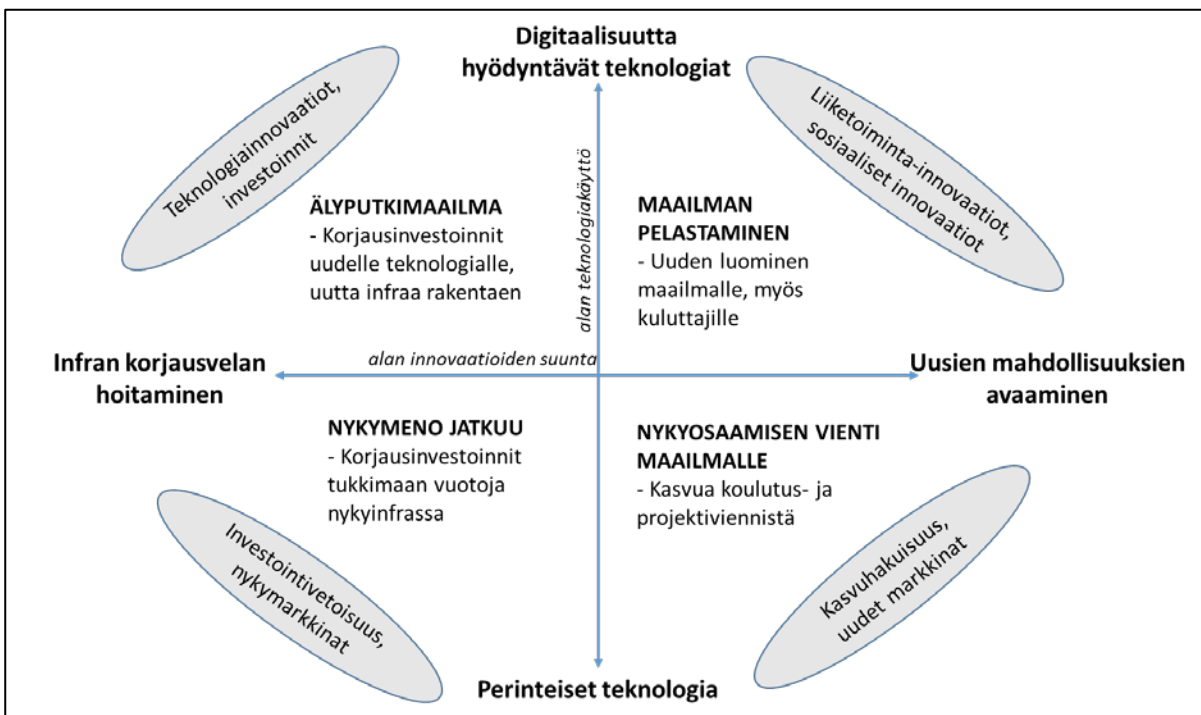 Digitaalisuutta
hyödyntävät teknologiat
Teknologiainnovaatiot,
investoinnit
Liiketoiminta-innovaatiot,
sosiaaliset innovaatiot
alan teknologiakäyttö
ÄLYPUTKIMAAILMA
- Korjausinvestoinnit
uudelle teknologialle,
uutta infraa rakentaen
MAAILMAN
PELASTAMINEN
- Uuden luominen
maailmalle, myös
kuluttajille
Infran korjausvelan
hoitaminen
alan innovaatioiden suunta
Uusien mahdollisuuksien
avaaminen
NYKYMENO JATKUU
- Korjausinvestoinnit
tukkimaan vuotoja
nykyinfrassa
NYKYOSAAMISEN VIENTI
MAAILMALLE
- Kasvua koulutus- ja
projektiviennistä
Investointivetoisuus,
nykymarkkinat
Kasvuhakuisuus,
uudet markkinat
Perinteiset teknologia